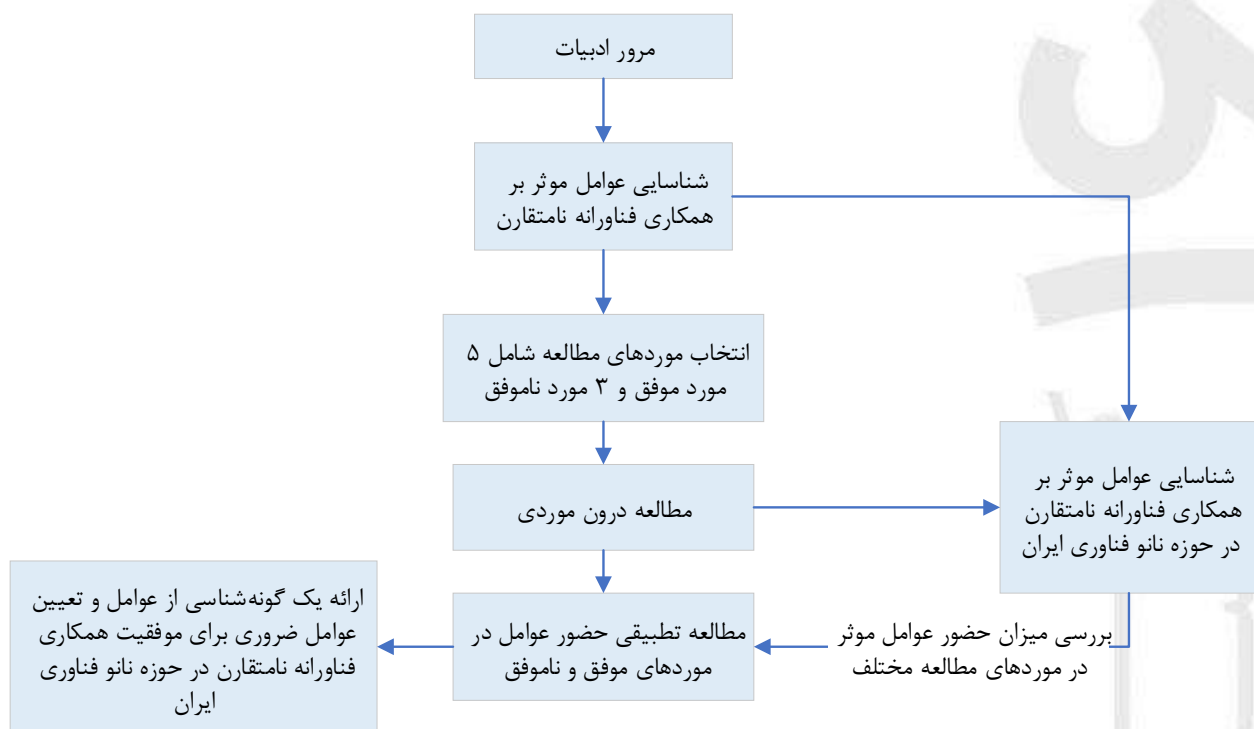 مرور ادبیات
شناسایی عوامل موثر بر
همکاری فناورانه نامتقارن
انتخاب موردهای مطالعه شامل ۵
مورد موفق و ۳ مورد ناموفق
مطالعه درون موردی
شناسایی عوامل موثر بر
همکاری فناورانه نامتقارن
در حوزه نانو فناوری ایران
بررسی میزان حضور عوامل موثر
در موردهای مطالعه مختلف
مطالعه تطبیقی حضور عوامل در
موردهای موفق و ناموفق
ارائه یک گونه‌شناسی از عوامل و تعیین
عوامل ضروری برای موفقیت همکاری
فناورانه نامتقارن در حوزه نانو فناوری
ایران